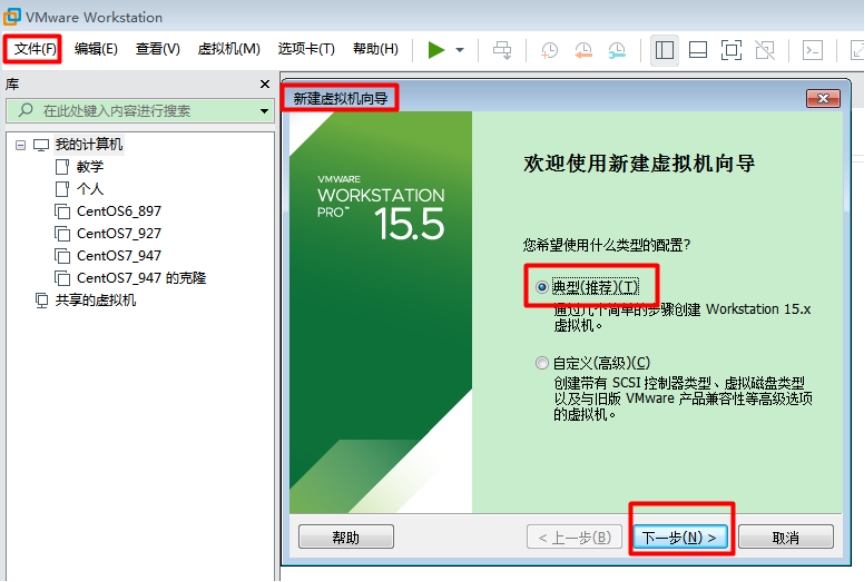 VMware Workstation
文件(F) 编辑(E) 查看(V) 虚拟机(M) 选项卡(T) 帮助(H)
库
在此处键入内容进行搜索
我的计算机
教学
个人
CentOS6_897
CentOS7_927
CentOS7_947
CentOS7_947 的克隆
共享的虚拟机
新建虚拟机向导
VMWARE
WORKSTATION
PRO™ 15.5
欢迎使用新建虚拟机向导
您希望使用什么类型的配置?
典型(推荐)(T)
通过几个简单的步骤创建 Workstation 15.x
虚拟机。
自定义(高级)(C)
创建带有 SCSI 控制器类型、虚拟磁盘类型
以及与旧版 VMware 产品兼容性等高级选项
的虚拟机。
帮助 < 上一步(B) 下一步(N) > 取消